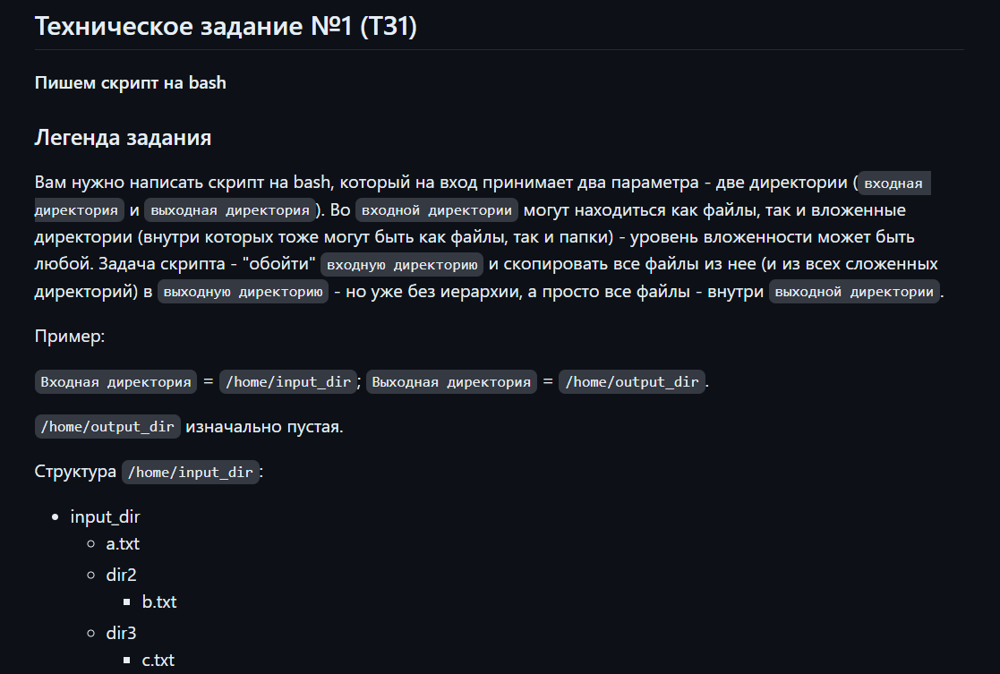 Техническое задание №1 (ТЗ1)
Пишем скрипт на bash
Легенда задания
Вам нужно написать скрипт на bash, который на вход принимает два параметра - две директории (входная
директория и выходная директория). Во входной директории могут находиться как файлы, так и вложенные
директории (внутри которых тоже могут быть как файлы, так и папки) - уровень вложенности может быть
любой. Задача скрипта - "обойти" входную директорию и скопировать все файлы из нее (и из всех сложенных
директорий) в выходную директорию - но уже без иерархии, а просто все файлы - внутри выходной директории.
Пример:
Входная директория = /home/input_dir; Выходная директория = /home/output_dir.
/home/output_dir изначально пустая.
Структура /home/input_dir:
• input_dir
○ a.txt
○ dir2
▪ b.txt
○ dir3
▪ c.txt